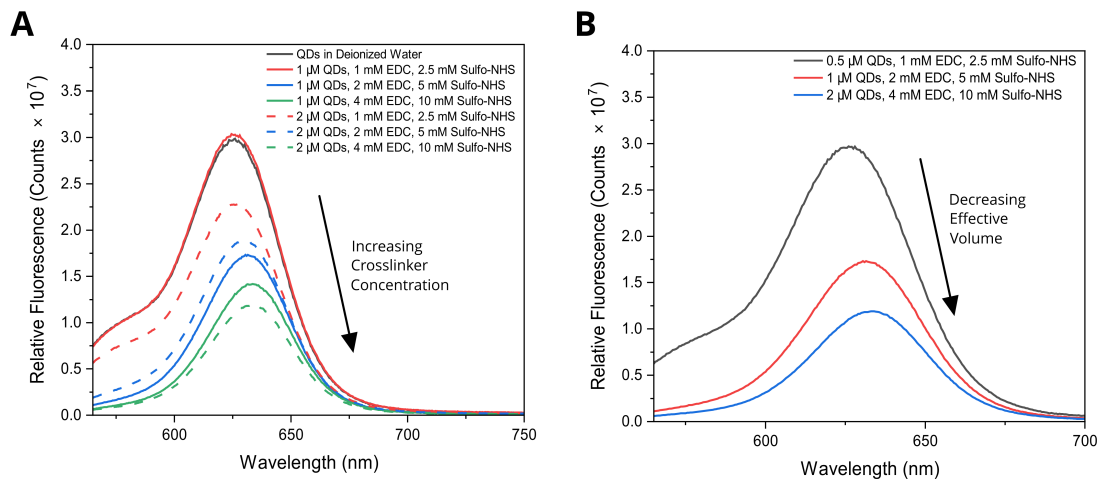 A
Relative Fluorescence (Counts × 10⁷)
4.0
3.5
3.0
2.5
2.0
1.5
1.0
0.5
0.0
QDs in Deionized Water
1 µM QDs, 1 mM EDC, 2.5 mM Sulfo-NHS
1 µM QDs, 2 mM EDC, 5 mM Sulfo-NHS
1 µM QDs, 4 mM EDC, 10 mM Sulfo-NHS
2 µM QDs, 1 mM EDC, 2.5 mM Sulfo-NHS
2 µM QDs, 2 mM EDC, 5 mM Sulfo-NHS
2 µM QDs, 4 mM EDC, 10 mM Sulfo-NHS
Increasing
Crosslinker
Concentration
600
650
700
750
Wavelength (nm)
B
Relative Fluorescence (Counts × 10⁷)
4.0
3.5
3.0
2.5
2.0
1.5
1.0
0.5
0.0
0.5 µM QDs, 1 mM EDC, 2.5 mM Sulfo-NHS
1 µM QDs, 2 mM EDC, 5 mM Sulfo-NHS
2 µM QDs, 4 mM EDC, 10 mM Sulfo-NHS
Decreasing
Effective
Volume
600
650
700
Wavelength (nm)